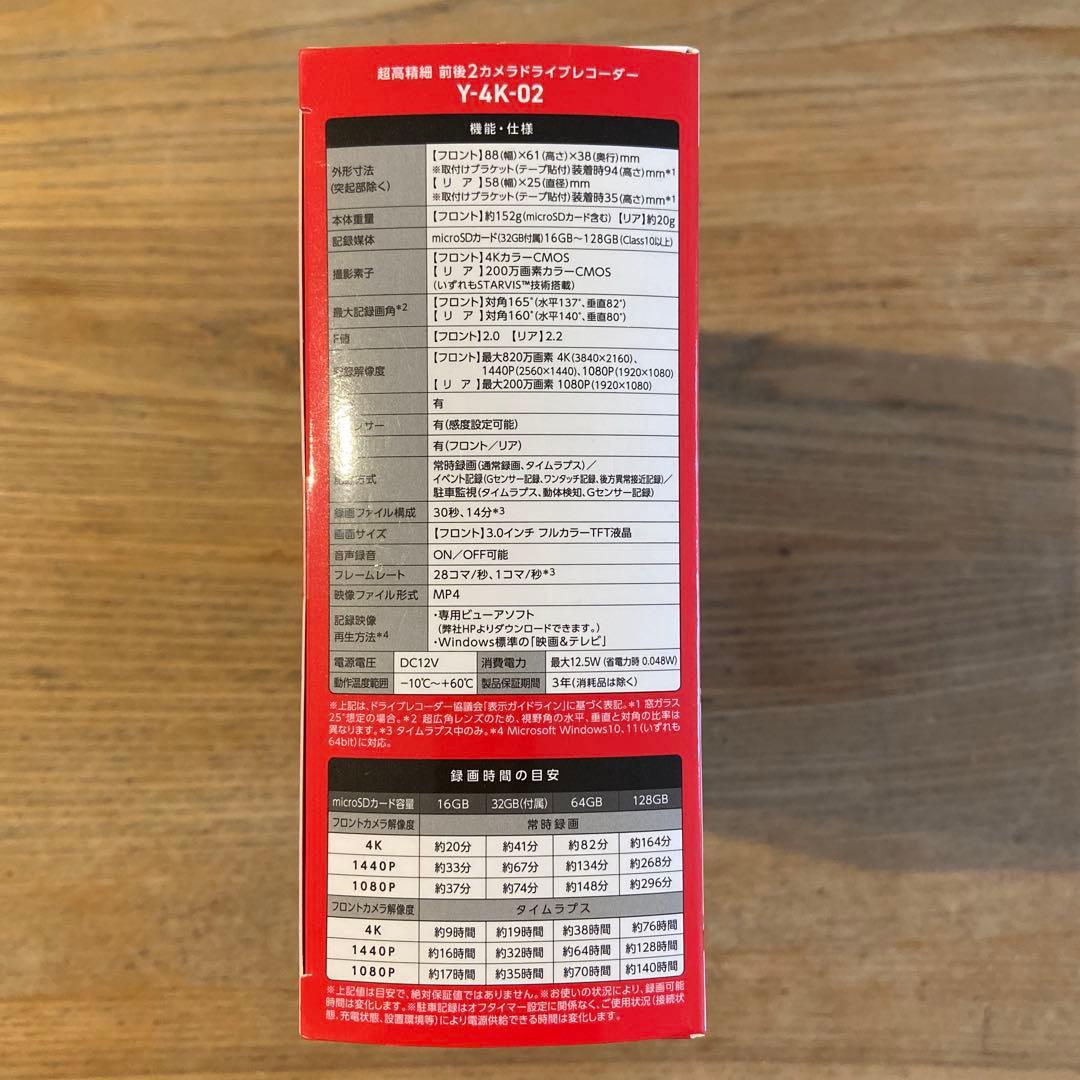 超高精細 前後2カメラドライブレコーダー
Y-4K-02
機能・仕様
外形寸法
(突起部除く)
【フロント】88(幅)×61(高さ)×38(奥行)mm
※取付けブラケット(テープ貼付)装着時94(高さ)mm*1
【 リ ア 】58(幅)×25(直径)mm
※取付けブラケット(テープ貼付)装着時35(高さ)mm*1
本体重量 【フロント】約152g(microSDカード含む) 【リア】約20g
記録媒体 microSDカード(32GB付属)16GB～128GB(Class10以上)
撮影素子
【フロント】4KカラーCMOS
【 リ ア 】200万画素カラーCMOS
(いずれもSTARVIS™技術搭載)
最大記録画角*2
【フロント】対角165°(水平137°、垂直82°)
【 リ ア 】対角160°(水平140°、垂直80°)
F値 【フロント】2.0 【リア】2.2
録解像度
【フロント】最大820万画素 4K(3840×2160)、
1440P(2560×1440)、1080P(1920×1080)
【 リ ア 】最大200万画素 1080P(1920×1080)
有
ンサー 有(感度設定可能)
有(フロント／リア)
方式
常時録画(通常録画、タイムラプス)／
イベント記録(Gセンサー記録、ワンタッチ記録、後方異常接近記録)／
駐車監視(タイムラプス、動体検知、Gセンサー記録)
録画ファイル構成 30秒、14分*3
画面サイズ 【フロント】3.0インチ フルカラーTFT液晶
音声録音 ON／OFF可能
フレームレート 28コマ/秒、1コマ/秒*3
映像ファイル形式 MP4
記録映像
再生方法*4
・専用ビューアソフト
(弊社HPよりダウンロードできます。)
・Windows標準の「映画&テレビ」
電源電圧 DC12V 消費電力 最大12.5W (省電力時 0.048W)
動作温度範囲 −10℃～+60℃ 製品保証期間 3年(消耗品は除く)
※上記は、ドライブレコーダー協議会「表示ガイドライン」に基づく表記。*1 窓ガラス
25°想定の場合。*2 超広角レンズのため、視野角の水平、垂直と対角の比率は
異なります。*3 タイムラプス中のみ。*4 Microsoft Windows10、11(いずれも
64bit)に対応。
録画時間の目安
microSDカード容量 16GB 32GB(付属) 64GB 128GB
フロントカメラ解像度 常時録画
4K 約20分 約41分 約82分 約164分
1440P 約33分 約67分 約134分 約268分
1080P 約37分 約74分 約148分 約296分
フロントカメラ解像度 タイムラプス
4K 約9時間 約19時間 約38時間 約76時間
1440P 約16時間 約32時間 約64時間 約128時間
1080P 約17時間 約35時間 約70時間 約140時間
※上記値は目安で、絶対保証値ではありません。※お使いの状況により、録画可能
時間は変化します。※駐車記録はオフタイマー設定に関係なく、ご使用状況(接続状
態、充電状態、設置環境等)により電源供給できる時間は変化します。